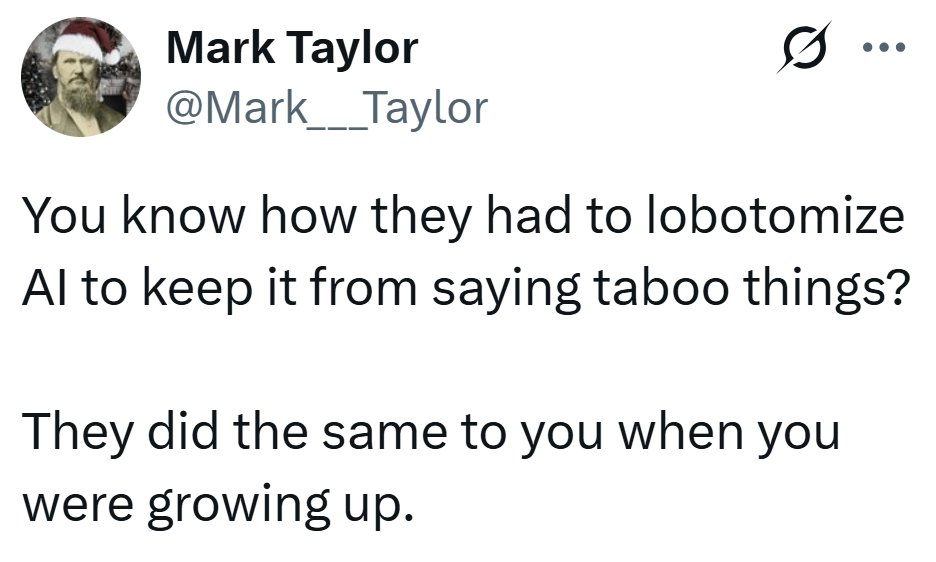 Mark Taylor
@Mark___Taylor
You know how they had to lobotomize
AI to keep it from saying taboo things?
They did the same to you when you
were growing up.